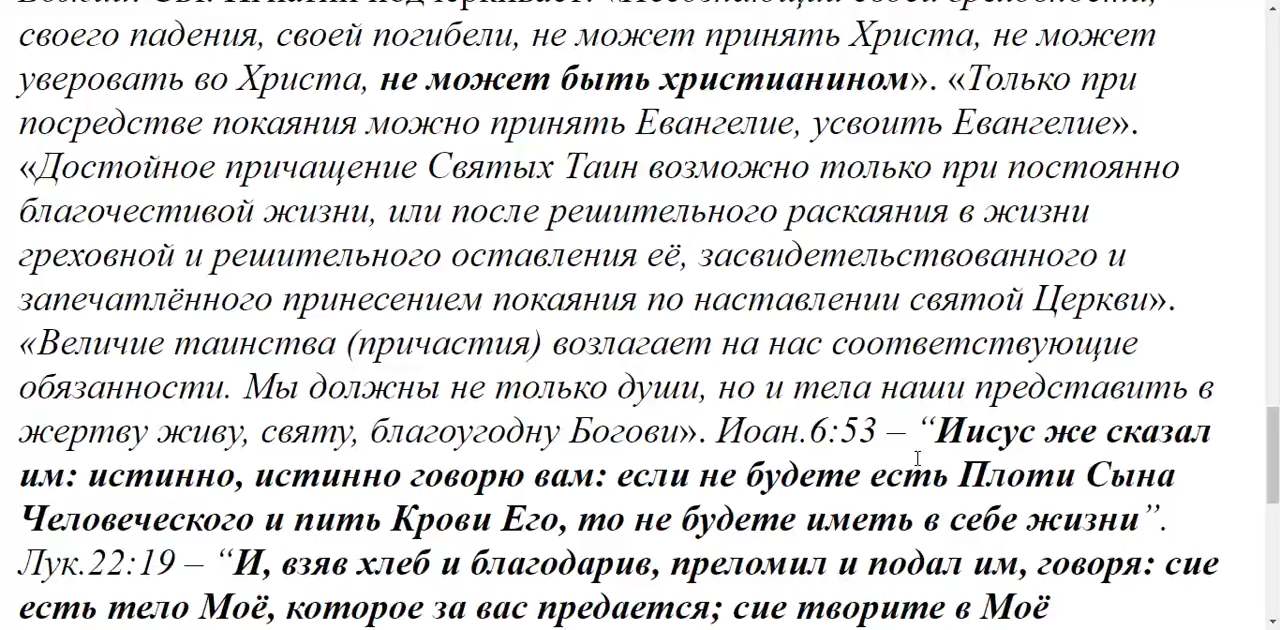 своего падения, своей погибели, не может принять Христа, не может
уверовать во Христа, не может быть христианином». «Только при
посредстве покаяния можно принять Евангелие, усвоить Евангелие».
«Достойное причащение Святых Таин возможно только при постоянно
благочестивой жизни, или после решительного раскаяния в жизни
греховной и решительного оставления её, засвидетельствованного и
запечатлённого принесением покаяния по наставлении святой Церкви».
«Величие таинства (причастия) возлагает на нас соответствующие
обязанности. Мы должны не только души, но и тела наши представить в
жертву живу, святу, благоугодну Богови». Иоан.6:53 – “Иисус же сказал
им: истинно, истинно говорю вам: если не будете есть Плоти Сына
Человеческого и пить Крови Его, то не будете иметь в себе жизни”.
Лук.22:19 – “И, взяв хлеб и благодарив, преломил и подал им, говоря: сие
есть тело Моё, которое за вас предается; сие творите в Моё